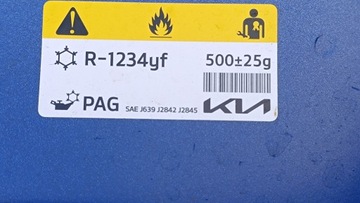 R-1234yf 500±25g
PAG SAE J639 J2842 J2845 KIA